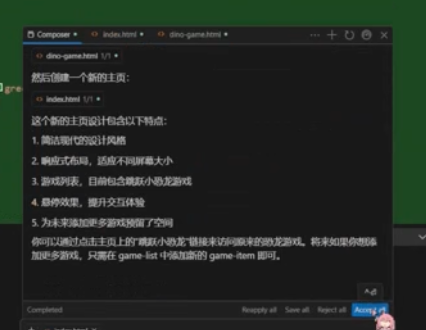 Composer
index.html
dino-game.html
dino-game.html 1/1
然后创建一个新的主页:
index.html 1/1
这个新的主页设计包含以下特点:
1. 简洁现代的设计风格
2. 响应式布局，适应不同屏幕大小
3. 游戏列表，目前包含跳跃小恐龙游戏
4. 悬停效果，提升交互体验
5. 为未来添加更多游戏预留了空间
你可以通过点击主页上的"跳跃小恐龙"链接来访问原来的恐龙游戏。将来如果你想添
加更多游戏，只需在 game-list 中添加新的 game-item 即可。
Completed
Reapply all
Save all
Reject all
Accept all